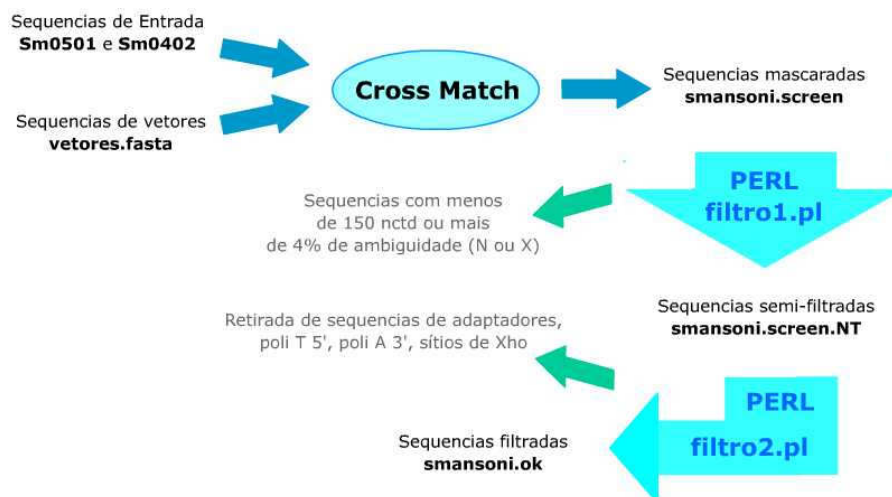 Sequencias de Entrada
Sm0501 e Sm0402
Sequencias de vetores
vetores.fasta
Cross Match
Sequencias mascaradas
smansoni.screen
PERL
filtro1.pl
Sequencias com menos
de 150 nctd ou mais
de 4% de ambiguidade (N ou X)
Sequencias semi-filtradas
smansoni.screen.NT
Retirada de sequencias de adaptadores,
poli T 5', poli A 3', sítios de Xho
PERL
filtro2.pl
Sequencias filtradas
smansoni.ok